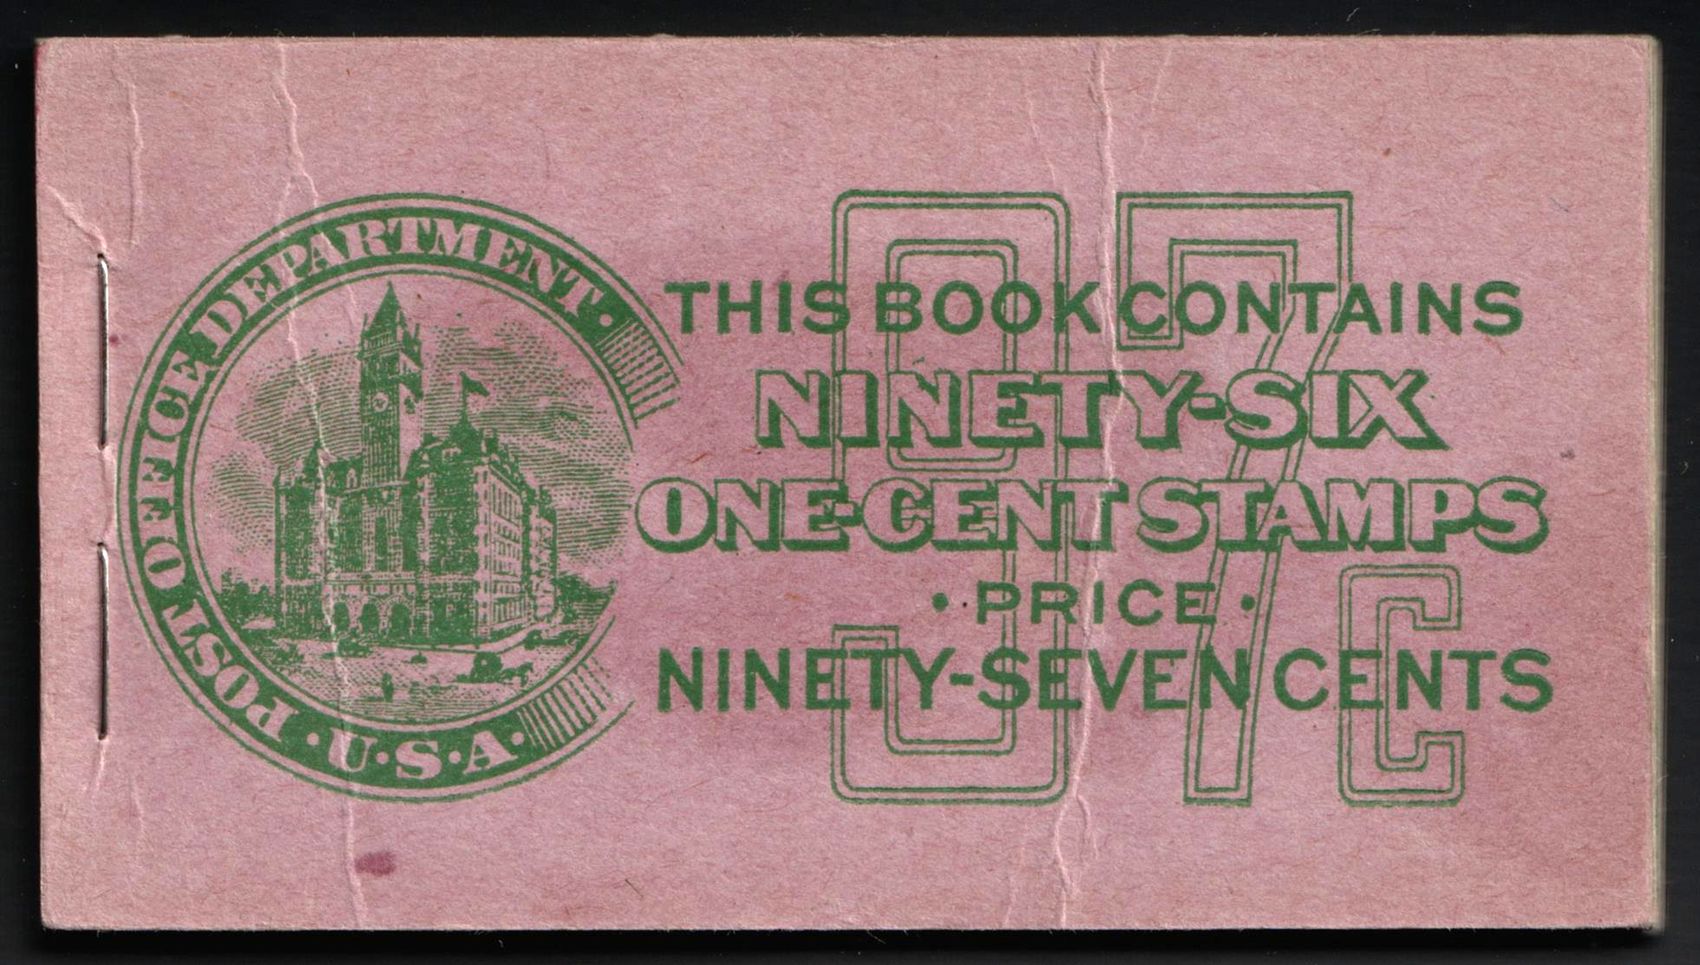 POST OFFICE DEPARTMENT · U·S·A·
97c
THIS BOOK CONTAINS
NINETY-SIX
ONE-CENT STAMPS
· PRICE ·
NINETY-SEVEN CENTS